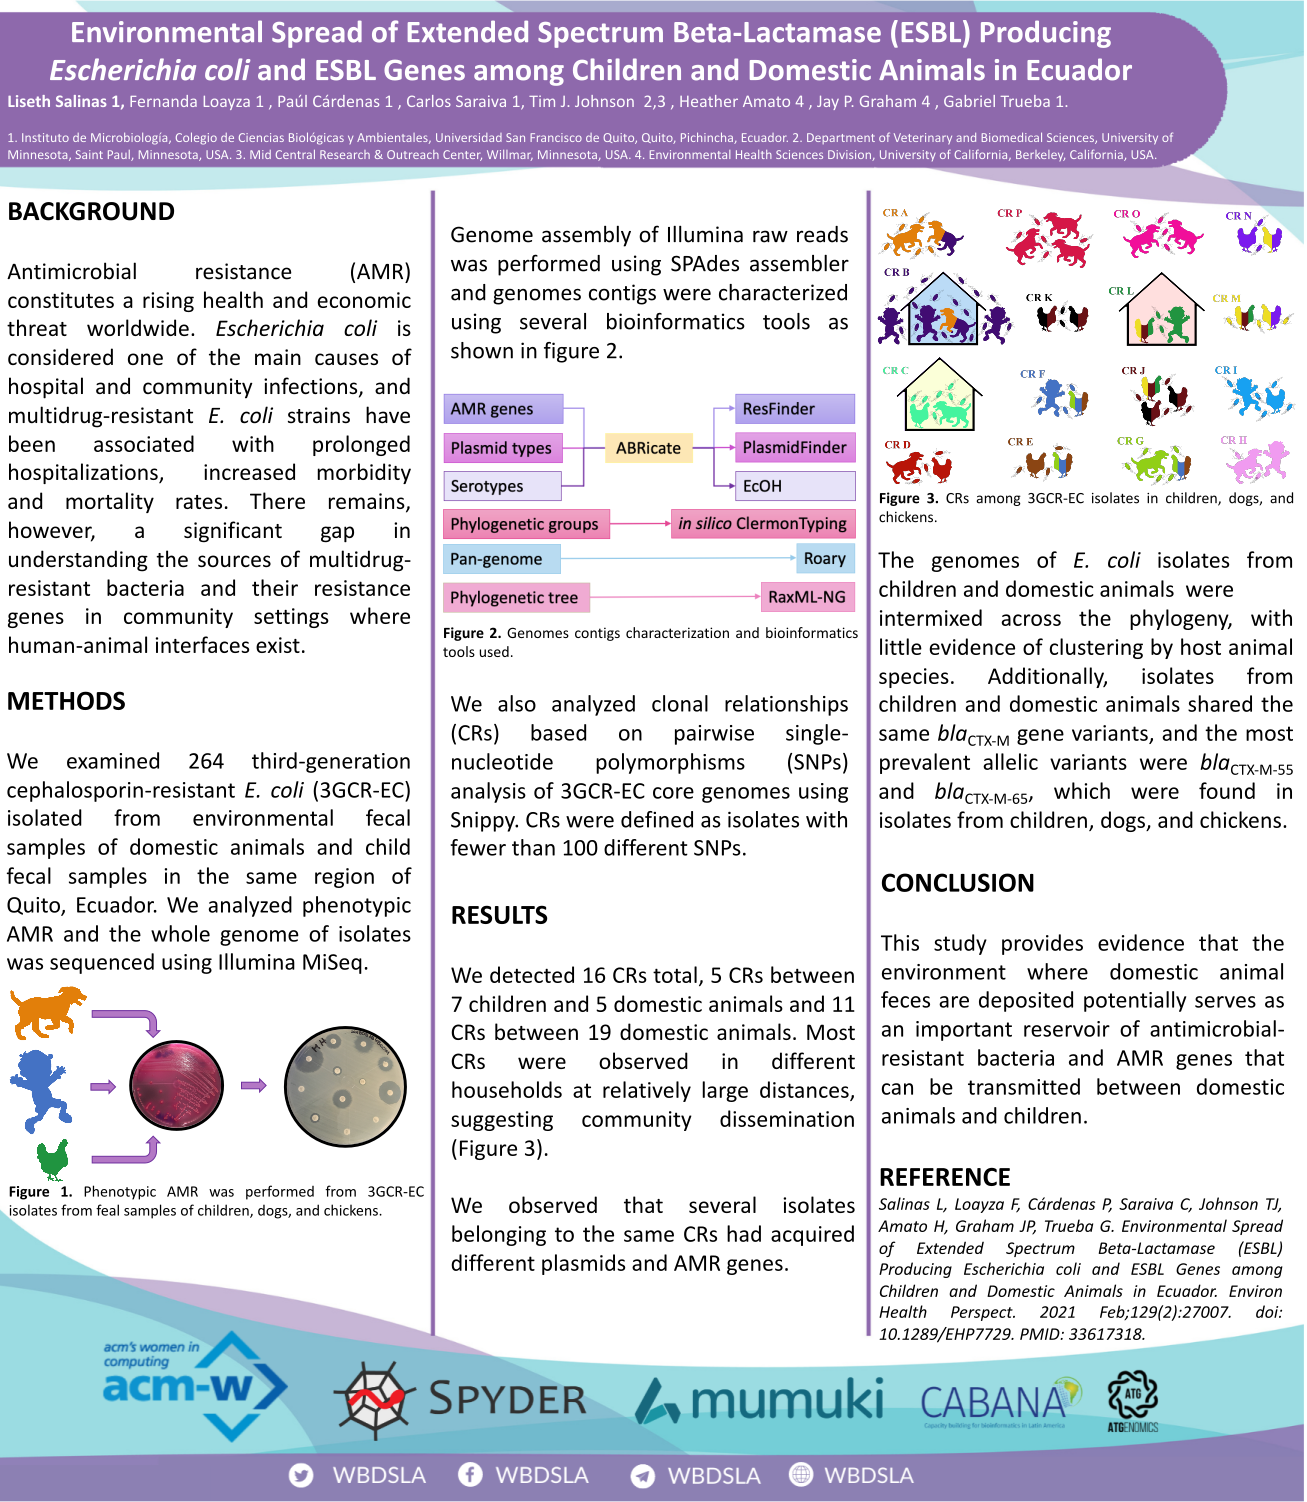 Environmental Spread of Extended Spectrum Beta-Lactamase (ESBL) Producing
Escherichia coli and ESBL Genes among Children and Domestic Animals in Ecuador
Liseth Salinas 1, Fernanda Loayza 1 , Paúl Cárdenas 1 , Carlos Saraiva 1, Tim J. Johnson 2,3 , Heather Amato 4 , Jay P. Graham 4 , Gabriel Trueba 1.
1. Instituto de Microbiología, Colegio de Ciencias Biológicas y Ambientales, Universidad San Francisco de Quito, Quito, Pichincha, Ecuador. 2. Department of Veterinary and Biomedical Sciences, University of
Minnesota, Saint Paul, Minnesota, USA. 3. Mid Central Research & Outreach Center, Willmar, Minnesota, USA. 4. Environmental Health Sciences Division, University of California, Berkeley, California, USA.
BACKGROUND
Antimicrobial resistance (AMR)
constitutes a rising health and economic
threat worldwide. Escherichia coli is
considered one of the main causes of
hospital and community infections, and
multidrug-resistant E. coli strains have
been associated with prolonged
hospitalizations, increased morbidity
and mortality rates. There remains,
however, a significant gap in
understanding the sources of multidrug-
resistant bacteria and their resistance
genes in community settings where
human-animal interfaces exist.
METHODS
We examined 264 third-generation
cephalosporin-resistant E. coli (3GCR-EC)
isolated from environmental fecal
samples of domestic animals and child
fecal samples in the same region of
Quito, Ecuador. We analyzed phenotypic
AMR and the whole genome of isolates
was sequenced using Illumina MiSeq.
Figure 1. Phenotypic AMR was performed from 3GCR-EC
isolates from feal samples of children, dogs, and chickens.
Genome assembly of Illumina raw reads
was performed using SPAdes assembler
and genomes contigs were characterized
using several bioinformatics tools as
shown in figure 2.
AMR genes
ResFinder
Plasmid types
ABRicate
PlasmidFinder
Serotypes
EcOH
Phylogenetic groups
in silico ClermonTyping
Pan-genome
Roary
Phylogenetic tree
RaxML-NG
Figure 2. Genomes contigs characterization and bioinformatics
tools used.
We also analyzed clonal relationships
(CRs) based on pairwise single-
nucleotide polymorphisms (SNPs)
analysis of 3GCR-EC core genomes using
Snippy. CRs were defined as isolates with
fewer than 100 different SNPs.
RESULTS
We detected 16 CRs total, 5 CRs between
7 children and 5 domestic animals and 11
CRs between 19 domestic animals. Most
CRs were observed in different
households at relatively large distances,
suggesting community dissemination
(Figure 3).
We observed that several isolates
belonging to the same CRs had acquired
different plasmids and AMR genes.
CR A
CR P
CR O
CR N
CR B
CR K
CR L
CR M
CR C
CR F
CR J
CR I
CR D
CR E
CR G
CR H
Figure 3. CRs among 3GCR-EC isolates in children, dogs, and
chickens.
The genomes of E. coli isolates from
children and domestic animals were
intermixed across the phylogeny, with
little evidence of clustering by host animal
species. Additionally, isolates from
children and domestic animals shared the
same blaCTX-M gene variants, and the most
prevalent allelic variants were blaCTX-M-55
and blaCTX-M-65, which were found in
isolates from children, dogs, and chickens.
CONCLUSION
This study provides evidence that the
environment where domestic animal
feces are deposited potentially serves as
an important reservoir of antimicrobial-
resistant bacteria and AMR genes that
can be transmitted between domestic
animals and children.
REFERENCE
Salinas L, Loayza F, Cárdenas P, Saraiva C, Johnson TJ,
Amato H, Graham JP, Trueba G. Environmental Spread
of Extended Spectrum Beta-Lactamase (ESBL)
Producing Escherichia coli and ESBL Genes among
Children and Domestic Animals in Ecuador. Environ
Health Perspect. 2021 Feb;129(2):27007. doi:
10.1289/EHP7729. PMID: 33617318.
acm's women in
computing
acm-w
SPYDER
mumuki
CABANA
Capacity building for bioinformatics in Latin America
ATG
ATGENOMICS
WBDSLA
WBDSLA
WBDSLA
WBDSLA